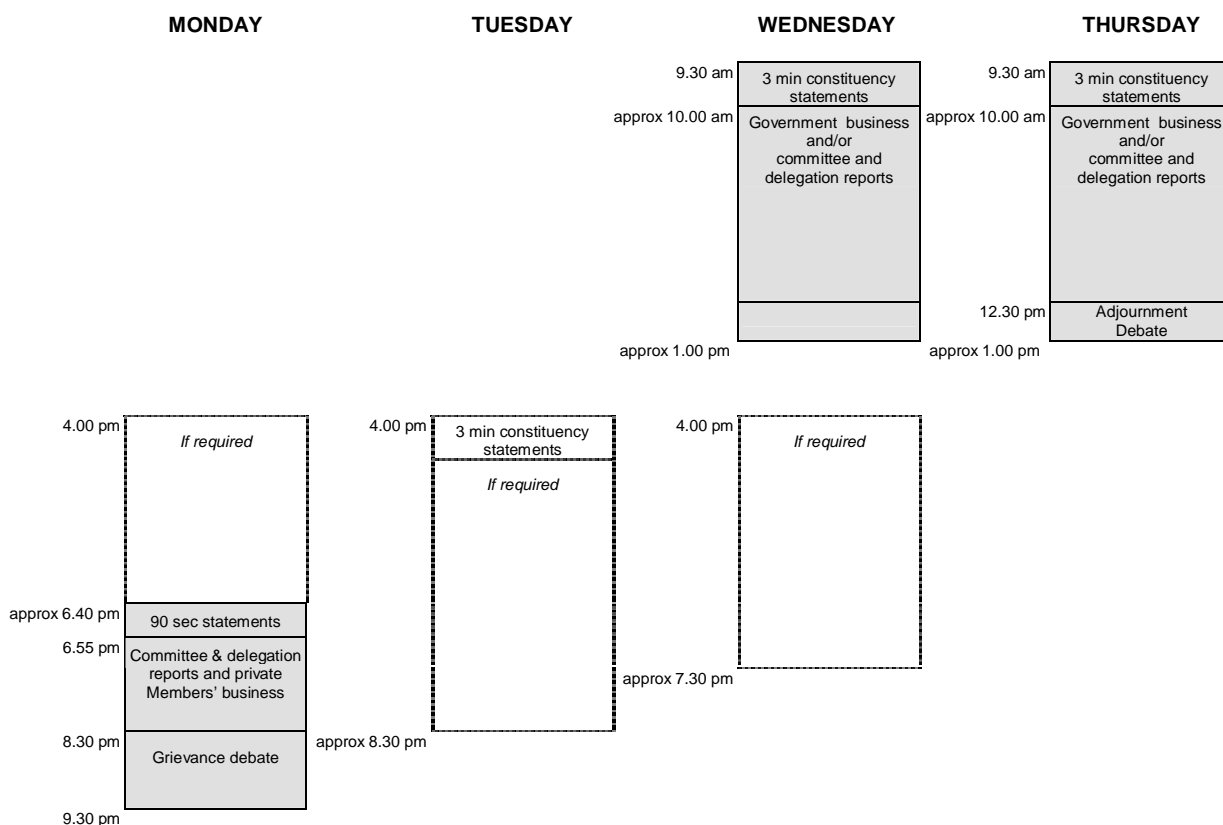 MONDAY
TUESDAY
WEDNESDAY
THURSDAY
9.30 am
3 min constituency
statements
approx 10.00 am
Government business
and/or
committee and
delegation reports
approx 1.00 pm
9.30 am
3 min constituency
statements
approx 10.00 am
Government business
and/or
committee and
delegation reports
12.30 pm
Adjournment
Debate
approx 1.00 pm
4.00 pm
If required
approx 6.40 pm
90 sec statements
6.55 pm
Committee & delegation
reports and private
Members' business
8.30 pm
Grievance debate
9.30 pm
4.00 pm
3 min constituency
statements
If required
approx 8.30 pm
4.00 pm
If required
approx 7.30 pm